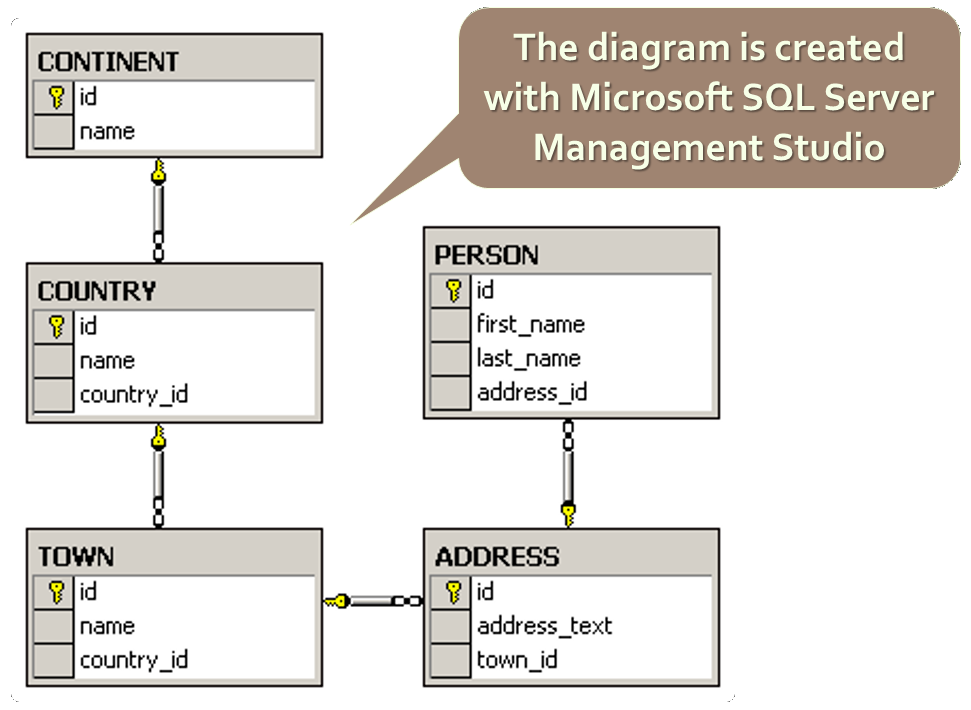 The diagram is created
with Microsoft SQL Server
Management Studio
CONTINENT
id
name
COUNTRY
id
name
country_id
PERSON
id
first_name
last_name
address_id
TOWN
id
name
country_id
ADDRESS
id
address_text
town_id